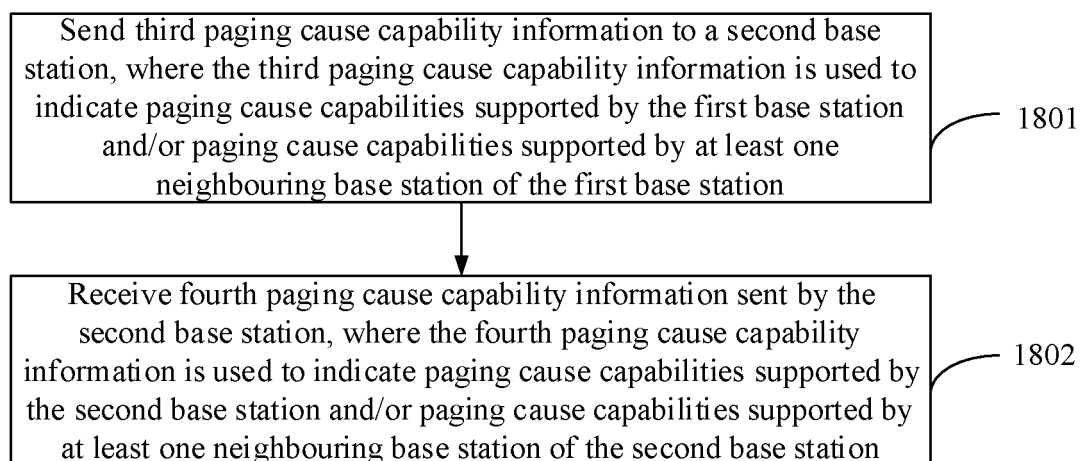 Send third paging cause capability information to a second base
station, where the third paging cause capability information is used to
indicate paging cause capabilities supported by the first base station
and/or paging cause capabilities supported by at least one
neighbouring base station of the first base station
1801
Receive fourth paging cause capability information sent by the
second base station, where the fourth paging cause capability
information is used to indicate paging cause capabilities supported by
the second base station and/or paging cause capabilities supported by
at least one neighbouring base station of the second base station
1802